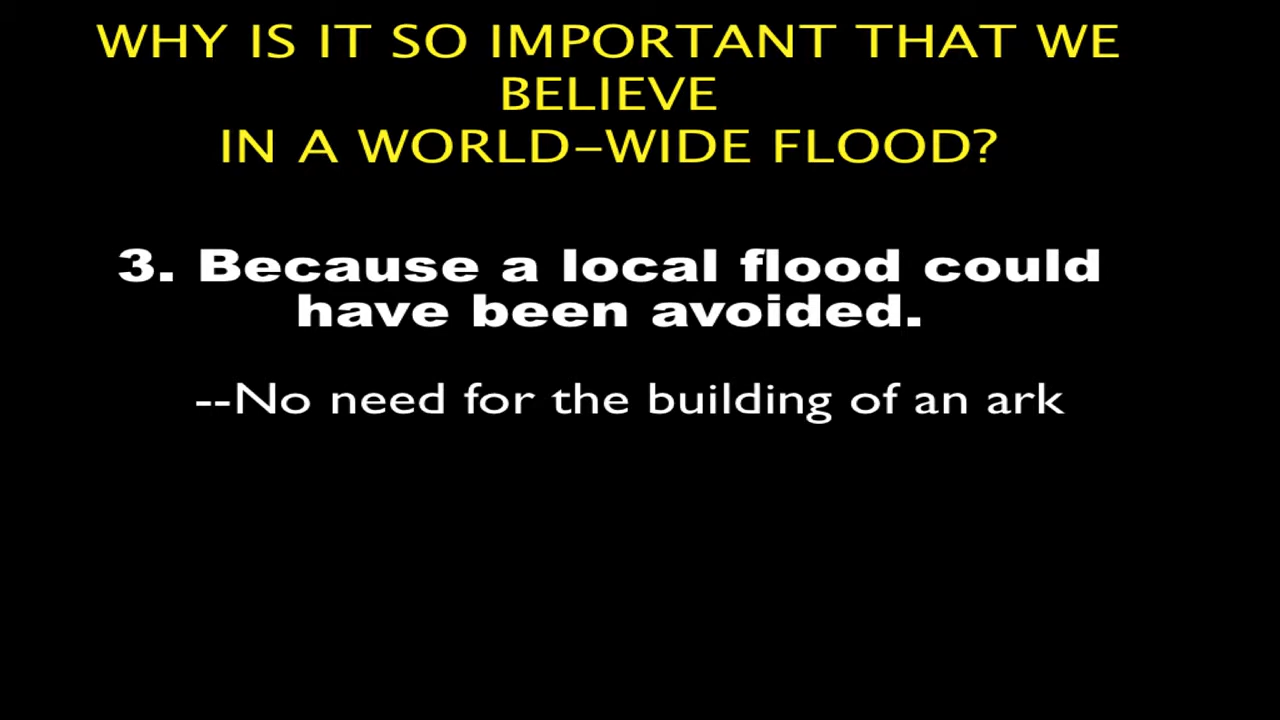 WHY IS IT SO IMPORTANT THAT WE
BELIEVE
IN A WORLD–WIDE FLOOD?
3. Because a local flood could
have been avoided.
--No need for the building of an ark